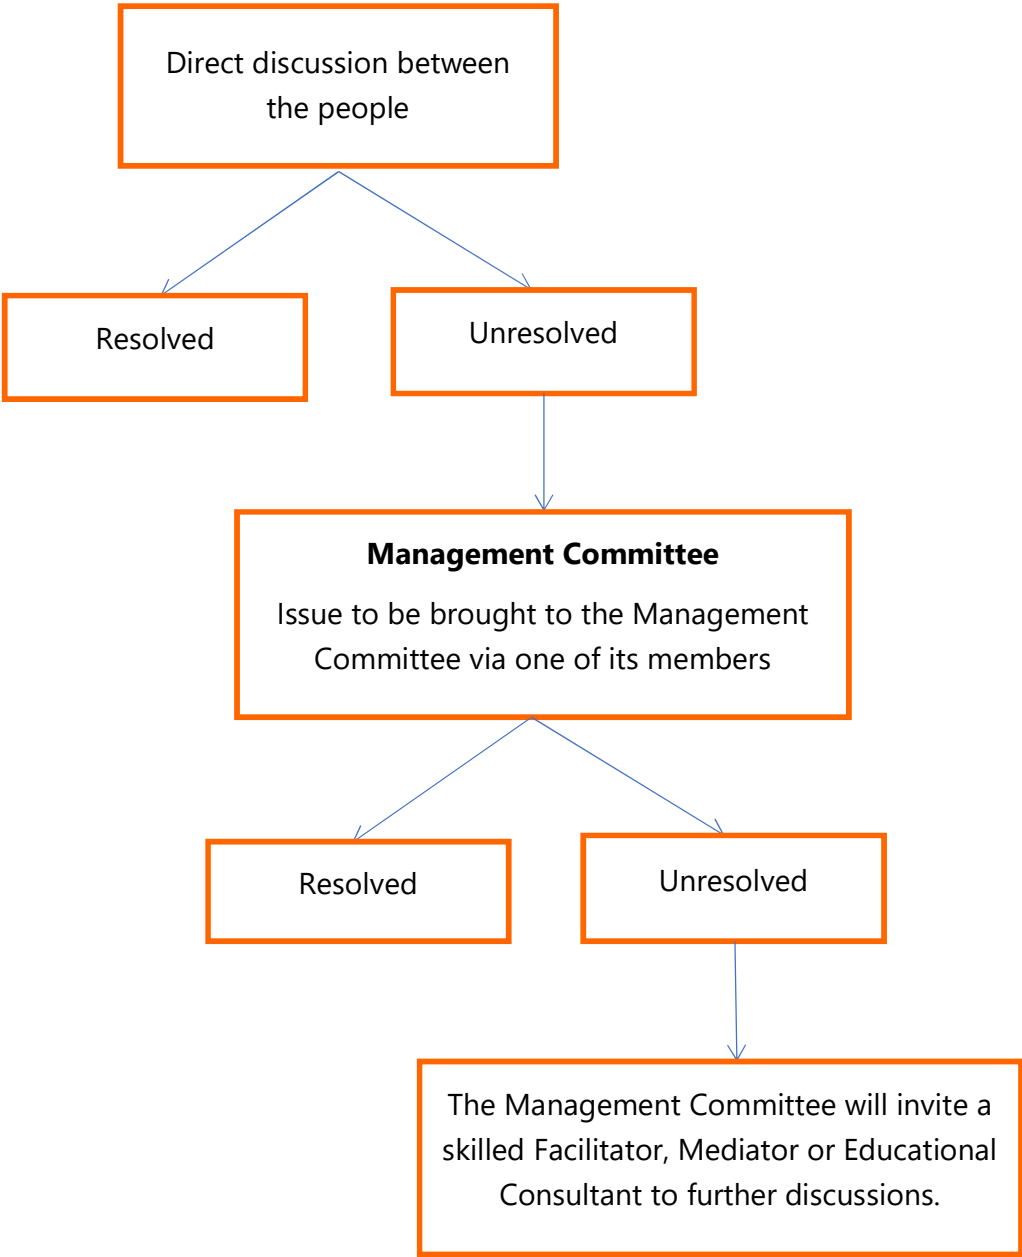 Direct discussion between
the people
Resolved
Unresolved
Management Committee
Issue to be brought to the Management
Committee via one of its members
Resolved
Unresolved
The Management Committee will invite a
skilled Facilitator, Mediator or Educational
Consultant to further discussions.